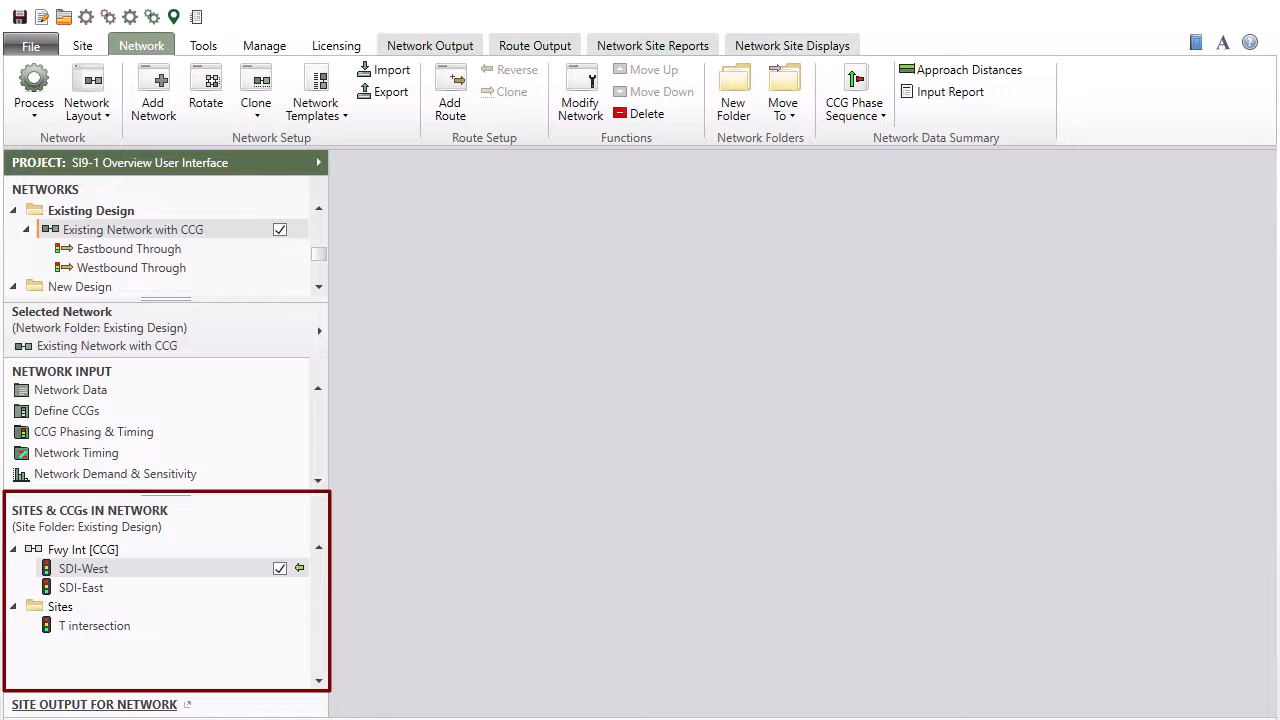 File Site Network Tools Manage Licensing Network Output Route Output Network Site Reports Network Site Displays
Process
Network
Layout
Network
Add
Network
Rotate
Clone
Network
Templates
Import
Export
Network Setup
Add
Route
Reverse
Clone
Route Setup
Modify
Network
Move Up
Move Down
Delete
Functions
New
Folder
Move
To
Network Folders
CCG Phase
Sequence
Approach Distances
Input Report
Network Data Summary
PROJECT: SI9-1 Overview User Interface
NETWORKS
Existing Design
Existing Network with CCG
Eastbound Through
Westbound Through
New Design
Selected Network
(Network Folder: Existing Design)
Existing Network with CCG
NETWORK INPUT
Network Data
Define CCGs
CCG Phasing & Timing
Network Timing
Network Demand & Sensitivity
SITES & CCGs IN NETWORK
(Site Folder: Existing Design)
Fwy Int [CCG]
SDI-West
SDI-East
Sites
T intersection
SITE OUTPUT FOR NETWORK